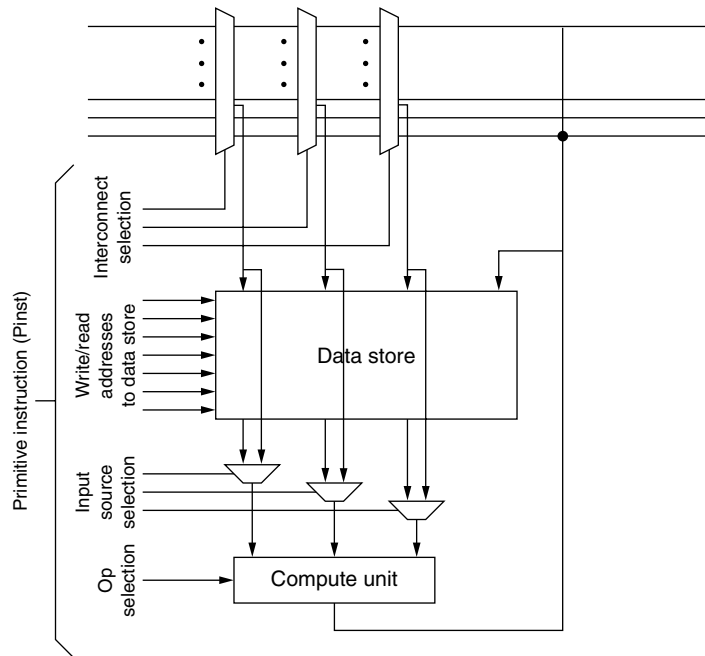 Primitive instruction (Pinst)
Interconnect
selection
Write/read
addresses
to data store
Data store
Input
source
selection
Op
selection
Compute unit